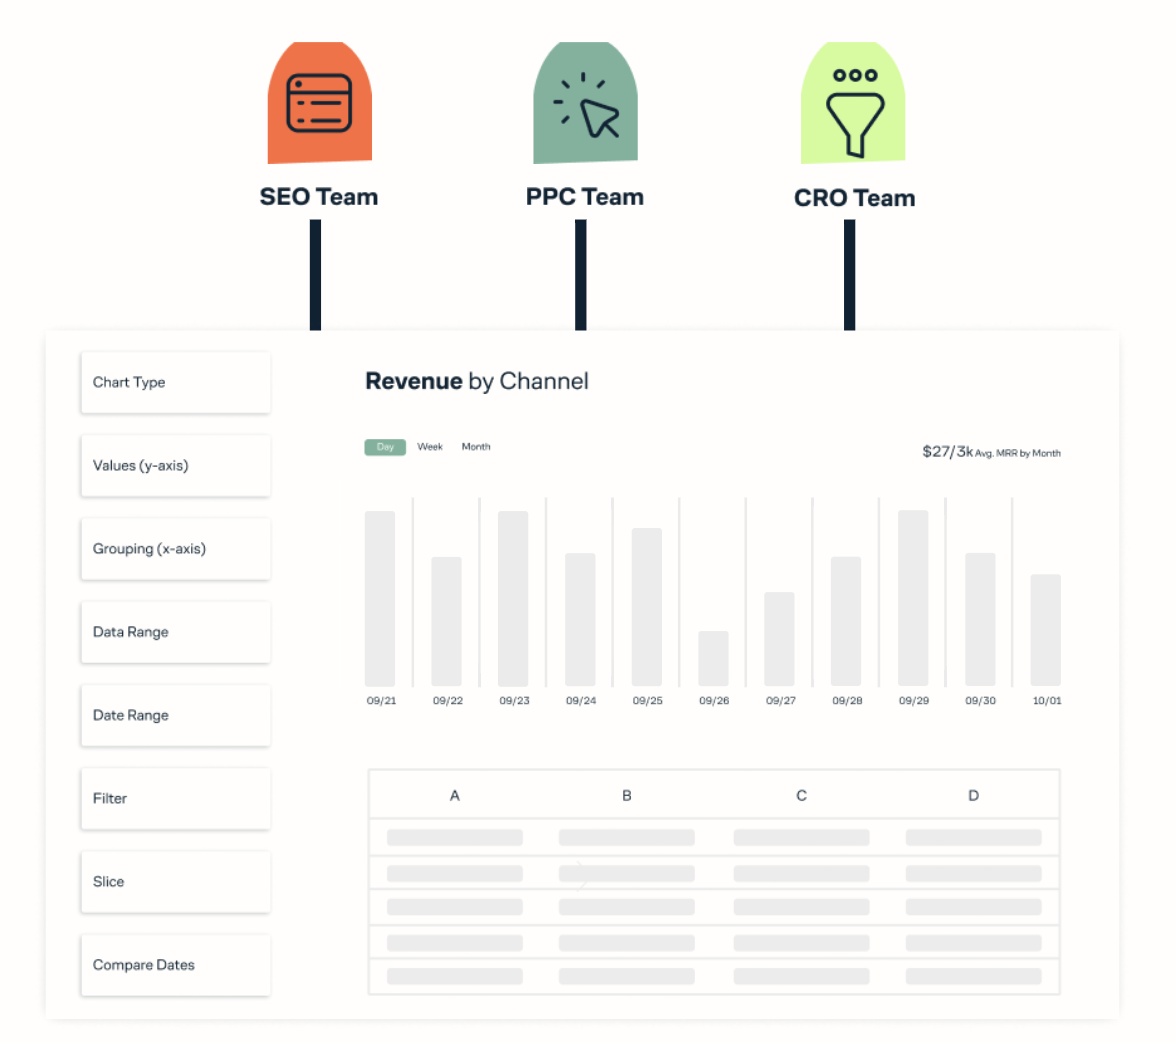 SEO Team
PPC Team
CRO Team
Chart Type
Values (y-axis)
Grouping (x-axis)
Data Range
Date Range
Filter
Slice
Compare Dates
Revenue by Channel
Day Week Month
$27/3k Avg. MRR by Month
09/21 09/22 09/23 09/24 09/25 09/26 09/27 09/28 09/29 09/30 10/01
A B C D